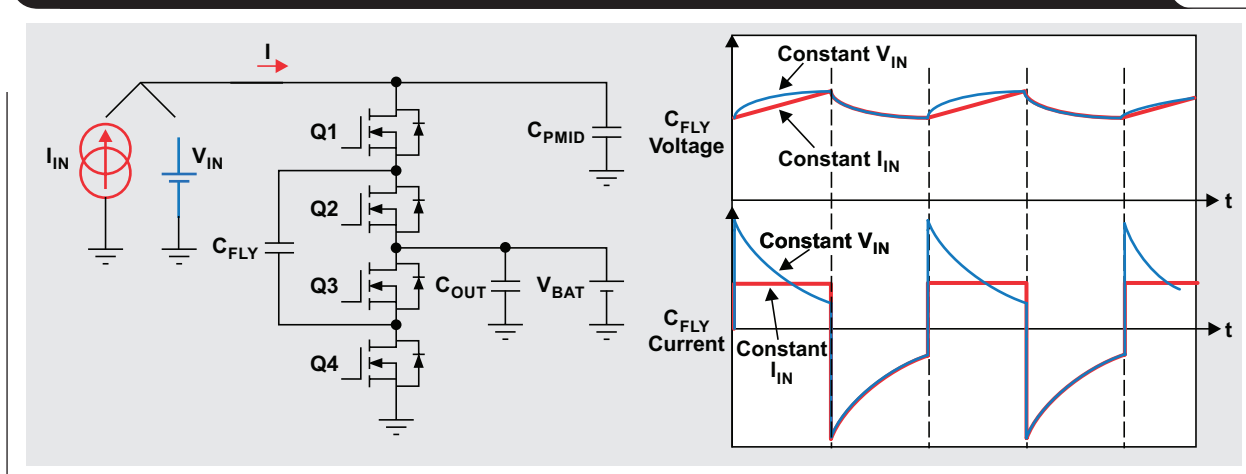 I
I_IN
V_IN
Q1
Q2
Q3
Q4
C_FLY
C_PMID
C_OUT
V_BAT
C_FLY
Voltage
Constant V_IN
Constant I_IN
t
C_FLY
Current
Constant V_IN
Constant
I_IN
t